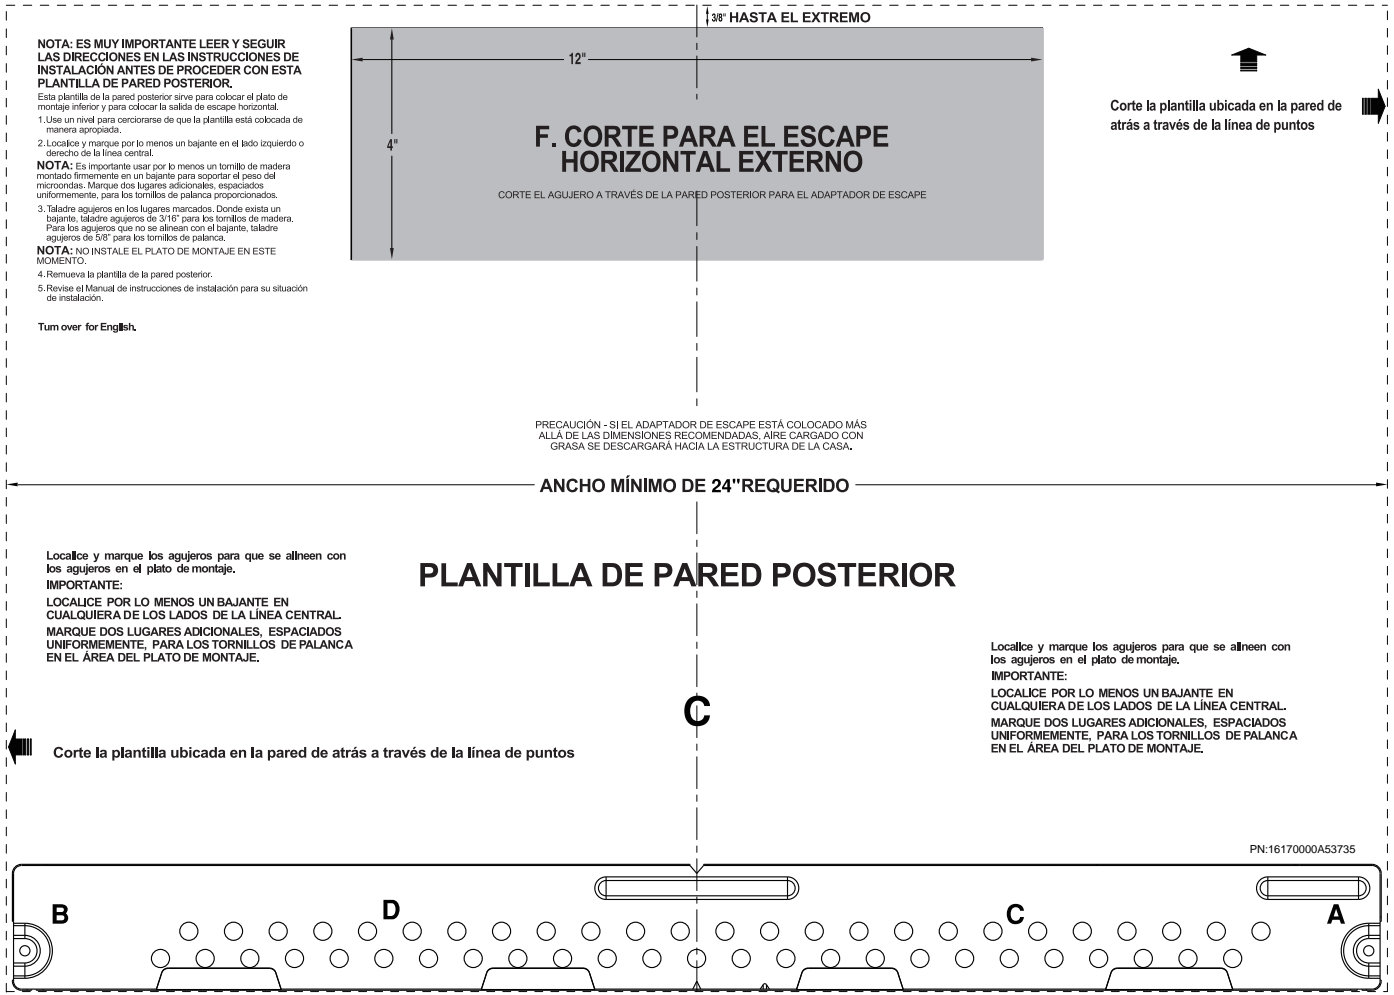 3/8" HASTA EL EXTREMO
NOTA: ES MUY IMPORTANTE LEER Y SEGUIR
LAS DIRECCIONES EN LAS INSTRUCCIONES DE
INSTALACIÓN ANTES DE PROCEDER CON ESTA
PLANTILLA DE PARED POSTERIOR.
Esta plantilla de la pared posterior sirve para colocar el plato de
montaje inferior y para colocar la salida de escape horizontal.
1.Use un nivel para cerciorarse de que la plantilla está colocada de
manera apropiada.
2. Localice y marque por lo menos un bajante en el lado izquierdo o
derecho de la línea central.
NOTA: Es importante usar por lo menos un tornillo de madera
montado firmemente en un bajante para soportar el peso del
microondas. Marque dos lugares adicionales, espaciados
uniformemente, para los tornillos de palanca proporcionados.
3. Taladre agujeros en los lugares marcados. Donde exista un
bajante, taladre agujeros de 3/16" para los tornillos de madera.
Para los agujeros que no se alinean con el bajante, taladre
agujeros de 5/8" para los tornillos de palanca.
NOTA: NO INSTALE EL PLATO DE MONTAJE EN ESTE
MOMENTO.
4. Remueva la plantilla de la pared posterior.
5. Revise el Manual de instrucciones de instalación para su situación
de instalación.
Turn over for English.
12"
4"
F. CORTE PARA EL ESCAPE
HORIZONTAL EXTERNO
CORTE EL AGUJERO A TRAVÉS DE LA PARED POSTERIOR PARA EL ADAPTADOR DE ESCAPE
Corte la plantilla ubicada en la pared de
atrás a través de la línea de puntos
PRECAUCIÓN - SI EL ADAPTADOR DE ESCAPE ESTÁ COLOCADO MÁS
ALLÁ DE LAS DIMENSIONES RECOMENDADAS, AIRE CARGADO CON
GRASA SE DESCARGARÁ HACIA LA ESTRUCTURA DE LA CASA.
ANCHO MÍNIMO DE 24"REQUERIDO
Localice y marque los agujeros para que se alineen con
los agujeros en el plato de montaje.
IMPORTANTE:
LOCALICE POR LO MENOS UN BAJANTE EN
CUALQUIERA DE LOS LADOS DE LA LÍNEA CENTRAL.
MARQUE DOS LUGARES ADICIONALES, ESPACIADOS
UNIFORMEMENTE, PARA LOS TORNILLOS DE PALANCA
EN EL ÁREA DEL PLATO DE MONTAJE.
PLANTILLA DE PARED POSTERIOR
Localice y marque los agujeros para que se alineen con
los agujeros en el plato de montaje.
IMPORTANTE:
LOCALICE POR LO MENOS UN BAJANTE EN
CUALQUIERA DE LOS LADOS DE LA LÍNEA CENTRAL.
MARQUE DOS LUGARES ADICIONALES, ESPACIADOS
UNIFORMEMENTE, PARA LOS TORNILLOS DE PALANCA
EN EL ÁREA DEL PLATO DE MONTAJE.
C
Corte la plantilla ubicada en la pared de atrás a través de la línea de puntos
PN:16170000A53735
B
D
C
A